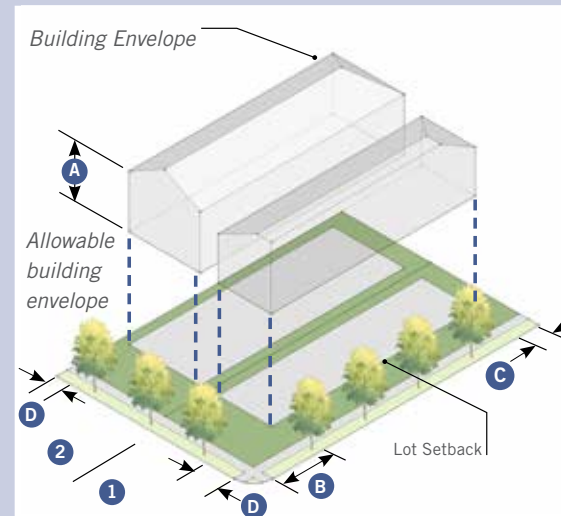 Building Envelope
A
Allowable
building
envelope
C
D
Lot Setback
2
1
D
B